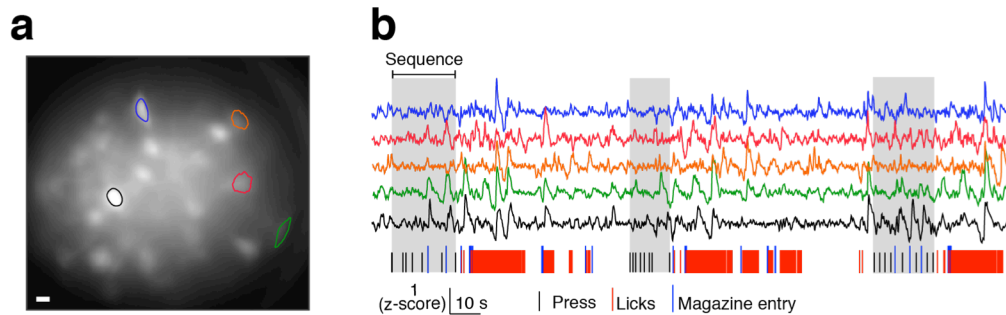 a
b
Sequence
1
(z-score)
10 s
Press
Licks
Magazine entry